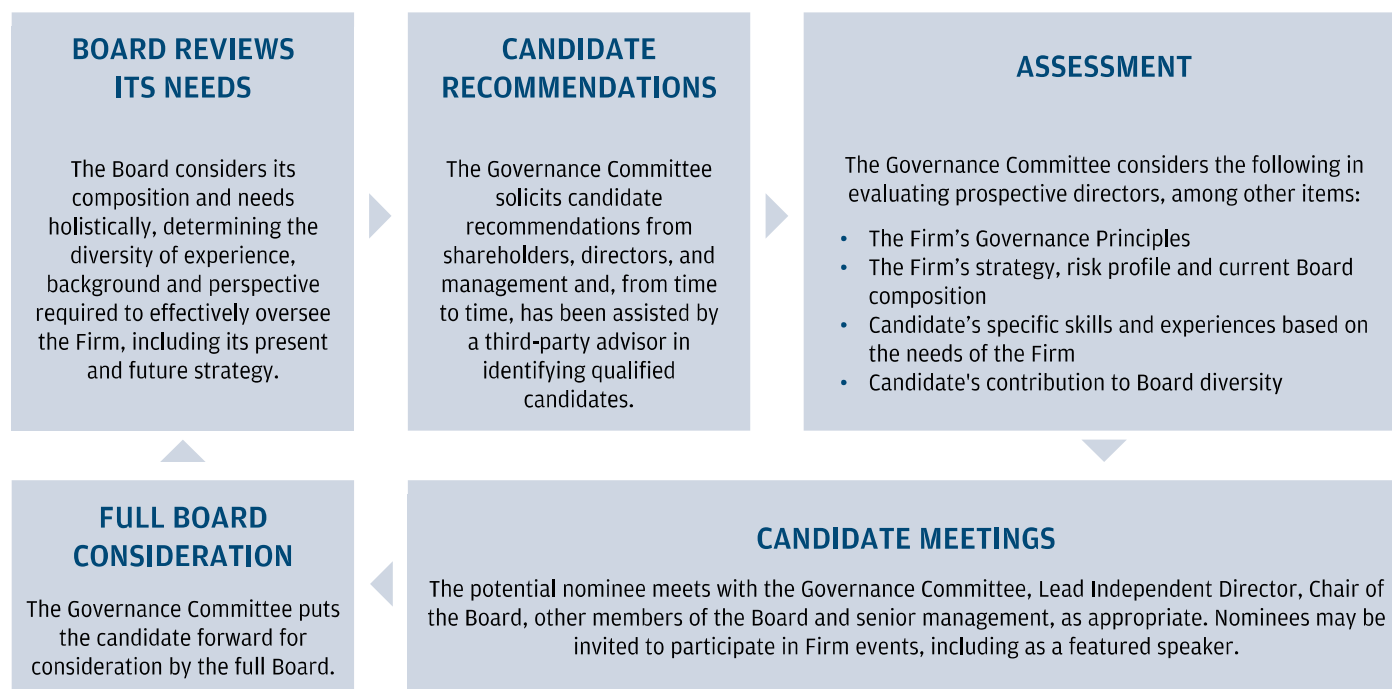 BOARD REVIEWS
ITS NEEDS
The Board considers its
composition and needs
holistically, determining the
diversity of experience,
background and perspective
required to effectively oversee
the Firm, including its present
and future strategy.
CANDIDATE
RECOMMENDATIONS
The Governance Committee
solicits candidate
recommendations from
shareholders, directors, and
management and, from time
to time, has been assisted by
a third-party advisor in
identifying qualified
candidates.
ASSESSMENT
The Governance Committee considers the following in
evaluating prospective directors, among other items:
• The Firm’s Governance Principles
• The Firm’s strategy, risk profile and current Board
composition
• Candidate’s specific skills and experiences based on
the needs of the Firm
• Candidate's contribution to Board diversity
CANDIDATE MEETINGS
The potential nominee meets with the Governance Committee, Lead Independent Director, Chair of
the Board, other members of the Board and senior management, as appropriate. Nominees may be
invited to participate in Firm events, including as a featured speaker.
FULL BOARD
CONSIDERATION
The Governance Committee puts
the candidate forward for
consideration by the full Board.